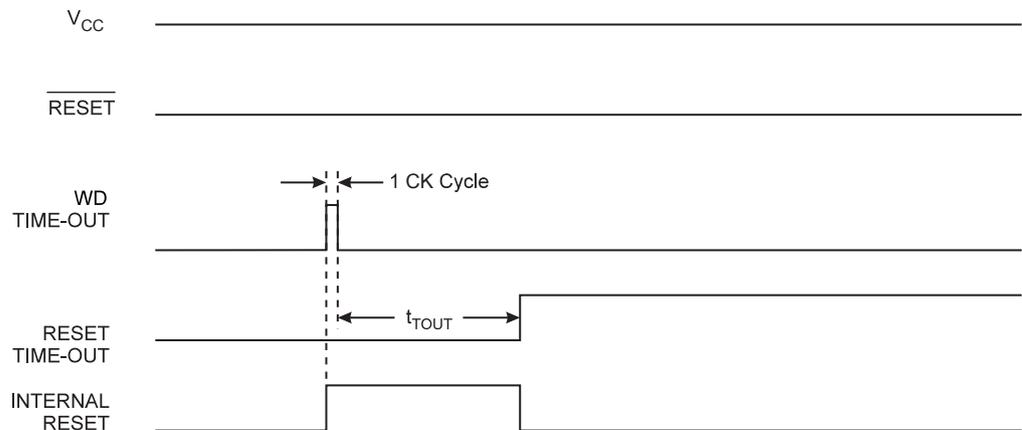 VCC
RESET
1 CK Cycle
WD
TIME-OUT
tTOUT
RESET
TIME-OUT
INTERNAL
RESET